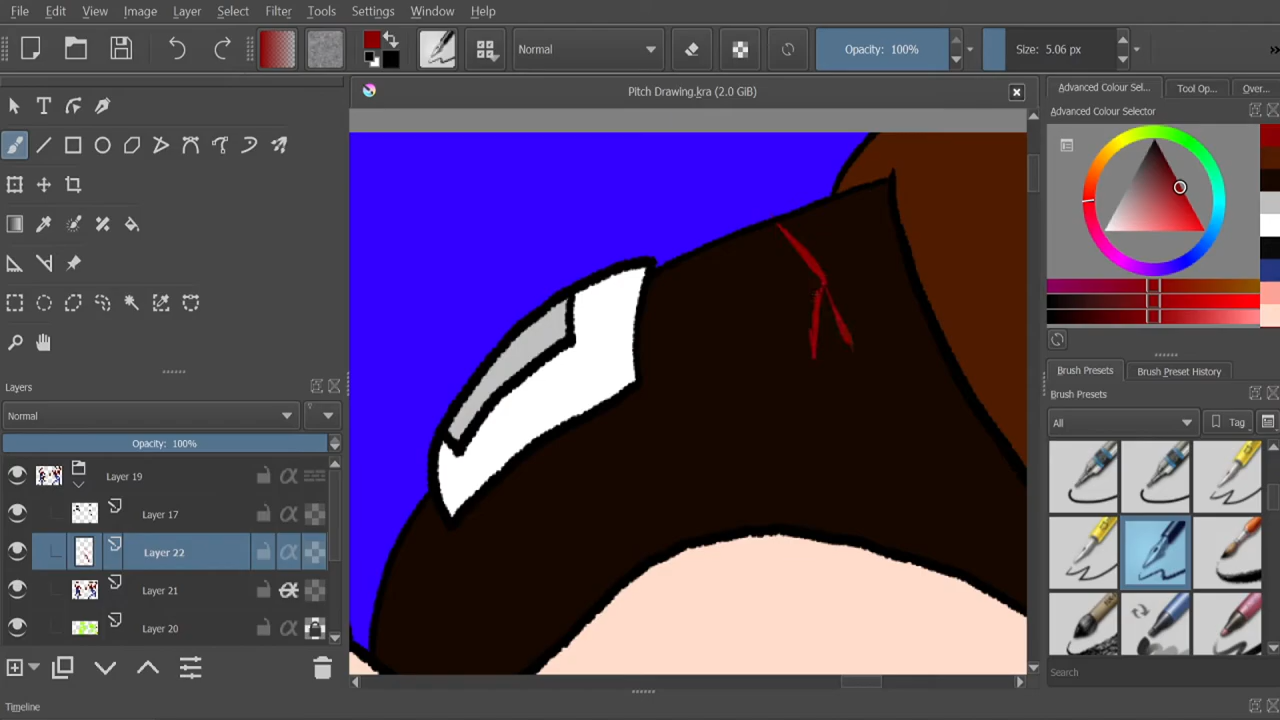 File Edit View Image Layer Select Filter Tools Settings Window Help
Normal Opacity: 100% Size: 5.06 px »
Pitch Drawing.kra (2.0 GiB)
Advanced Colour Sel... Tool Op... Over...
Advanced Colour Selector
Layers
Normal
Opacity: 100%
Layer 19
Layer 17
Layer 22
Layer 21
Layer 20
Brush Presets Brush Preset History
Brush Presets
All Tag
Search
Timeline